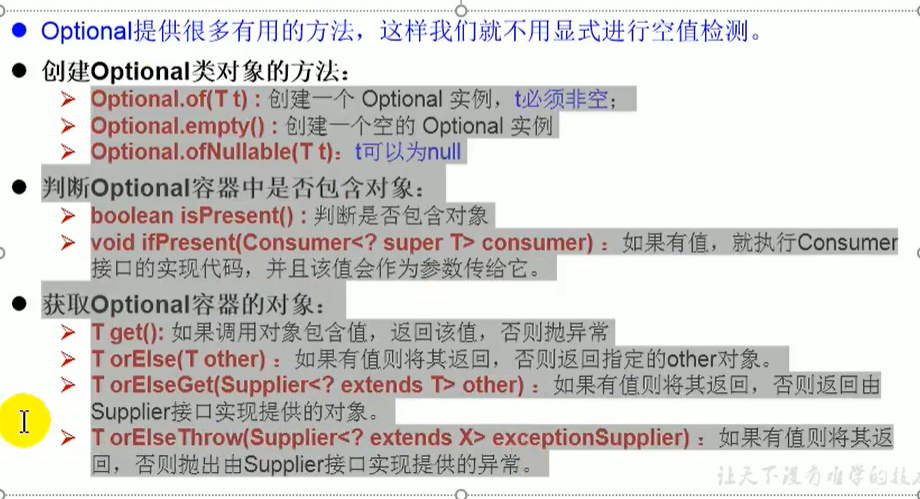 Optional提供很多有用的方法，这样我们就不用显式进行空值检测。
创建Optional类对象的方法：
Optional.of(T t) : 创建一个 Optional 实例，t必须非空；
Optional.empty() : 创建一个空的 Optional 实例
Optional.ofNullable(T t)：t可以为null
判断Optional容器中是否包含对象：
boolean isPresent() : 判断是否包含对象
void ifPresent(Consumer<? super T> consumer) ：如果有值，就执行Consumer
接口的实现代码，并且该值会作为参数传给它。
获取Optional容器的对象：
T get(): 如果调用对象包含值，返回该值，否则抛异常
T orElse(T other) ：如果有值则将其返回，否则返回指定的other对象。
T orElseGet(Supplier<? extends T> other) ：如果有值则将其返回，否则返回由
Supplier接口实现提供的对象。
T orElseThrow(Supplier<? extends X> exceptionSupplier) ：如果有值则将其返
回，否则抛出由Supplier接口实现提供的异常。
让天下没有难学的技